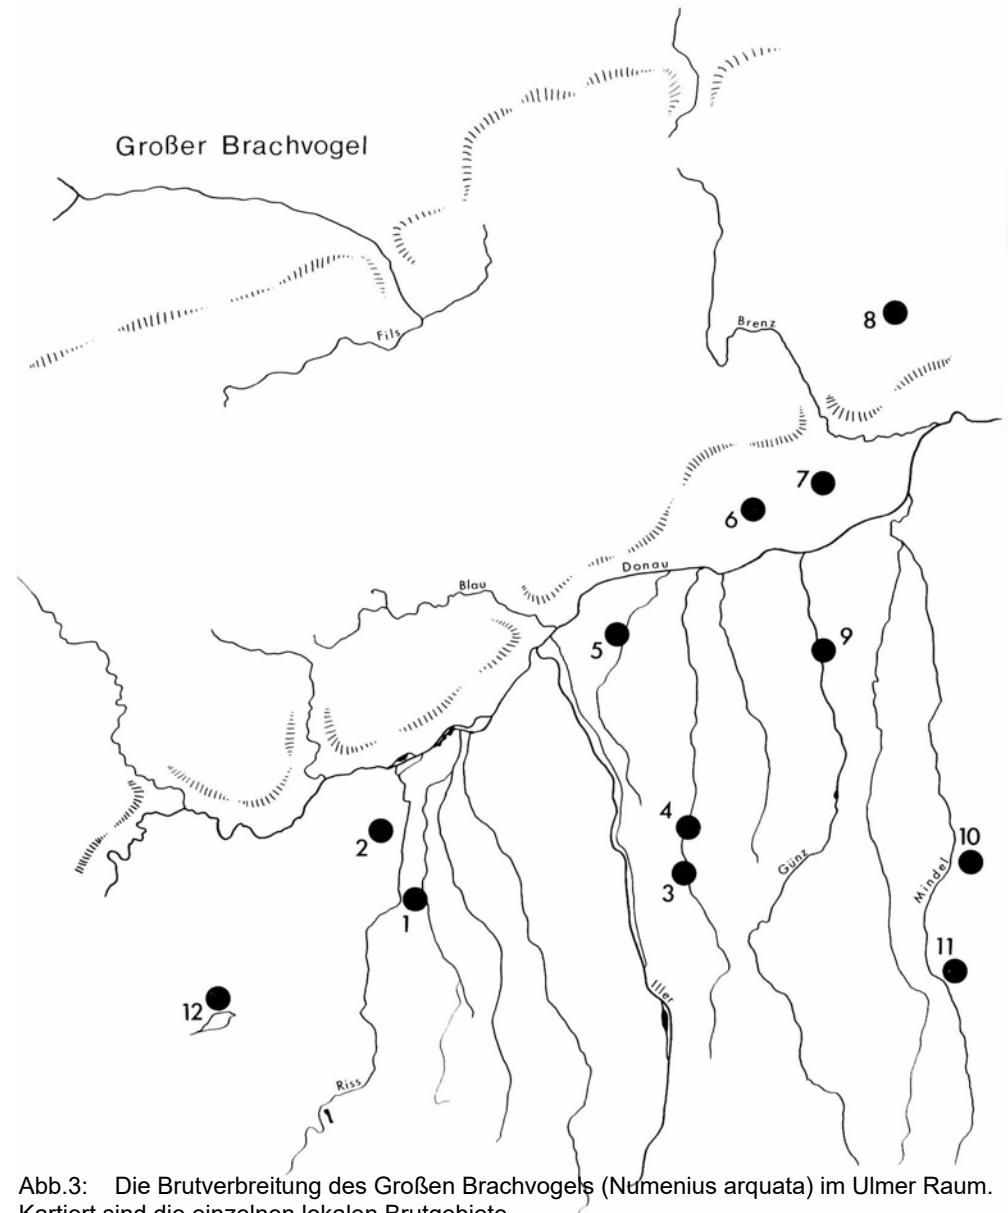 Großer Brachvogel
Fils
Brenz
8
7
6
Donau
Blau
5
9
4
2
3
Günz
10
Mindel
1
11
Iller
12
Riss
Abb.3: Die Brutverbreitung des Großen Brachvogels (Numenius arquata) im Ulmer Raum.
Kartiert sind die einzelnen lokalen Brutgebiete